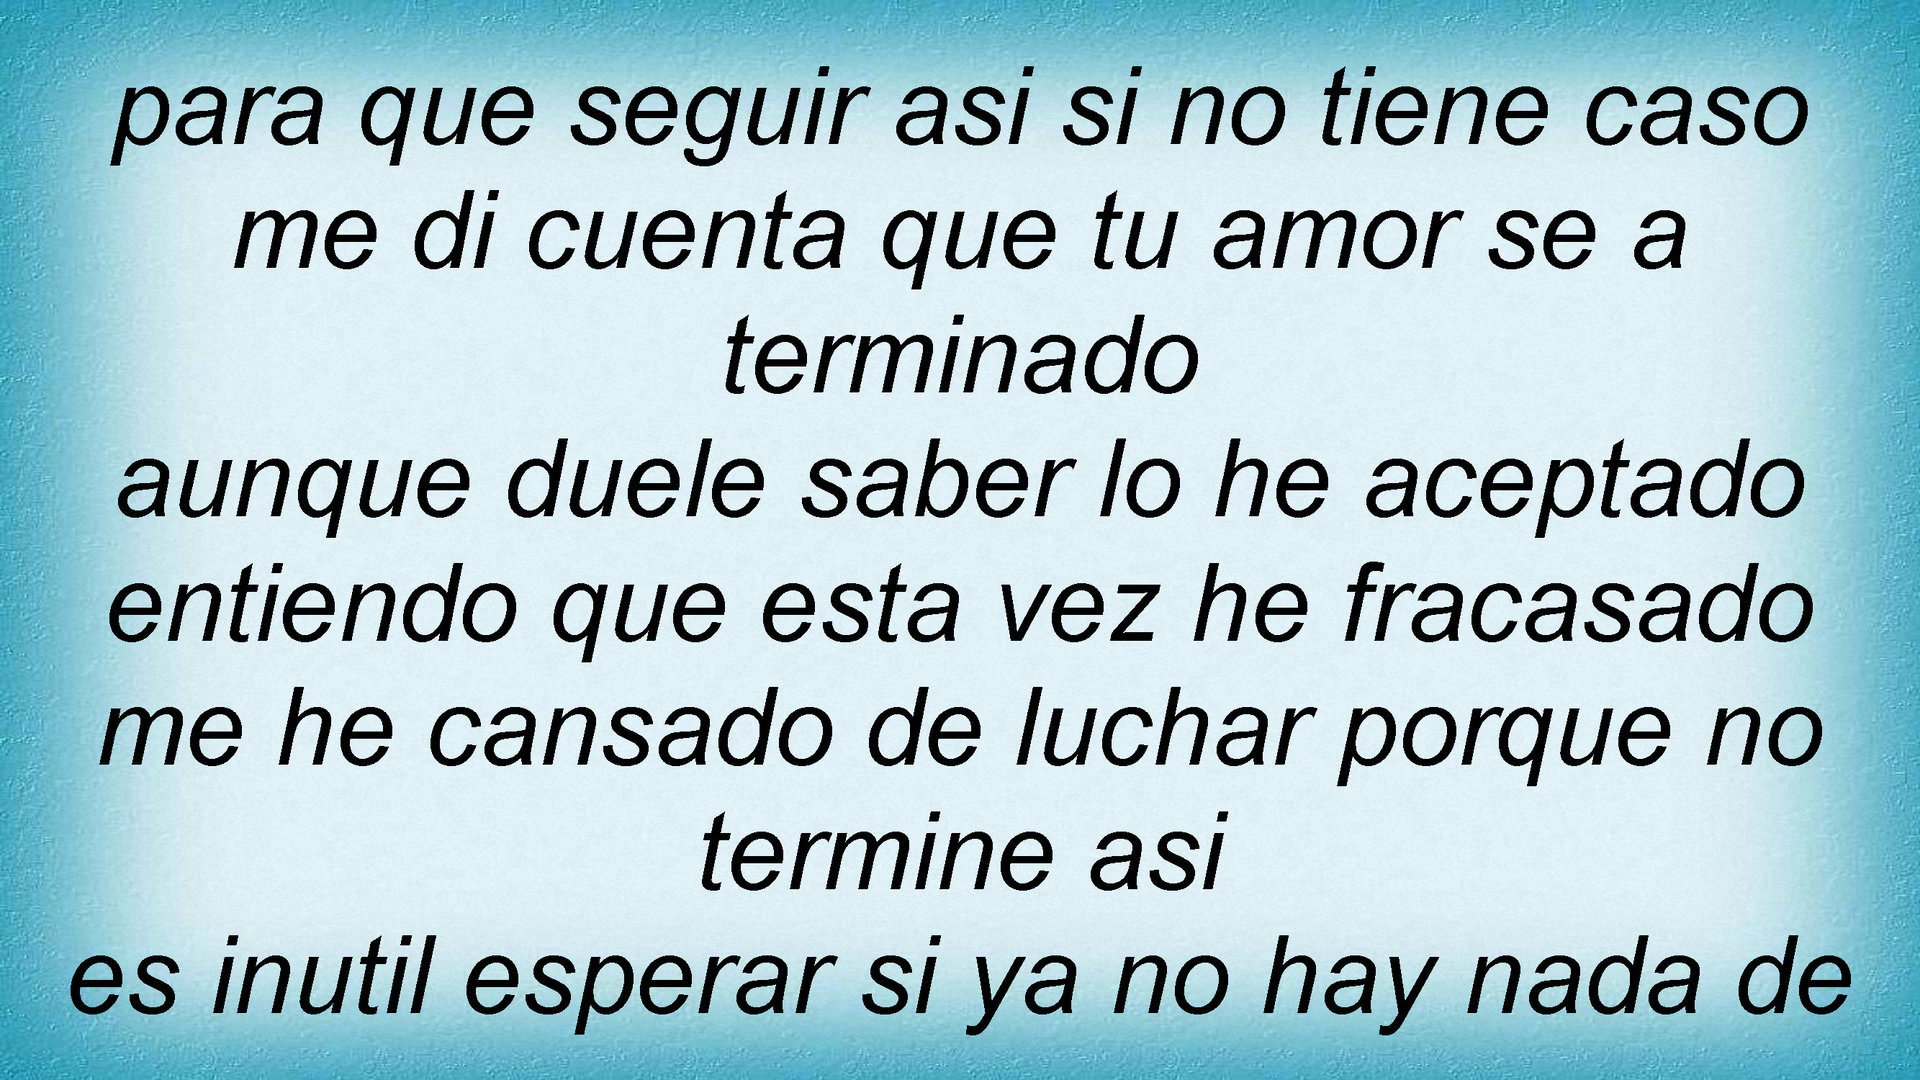 para que seguir asi si no tiene caso
me di cuenta que tu amor se a
terminado
aunque duele saber lo he aceptado
entiendo que esta vez he fracasado
me he cansado de luchar porque no
termine asi
es inutil esperar si ya no hay nada de